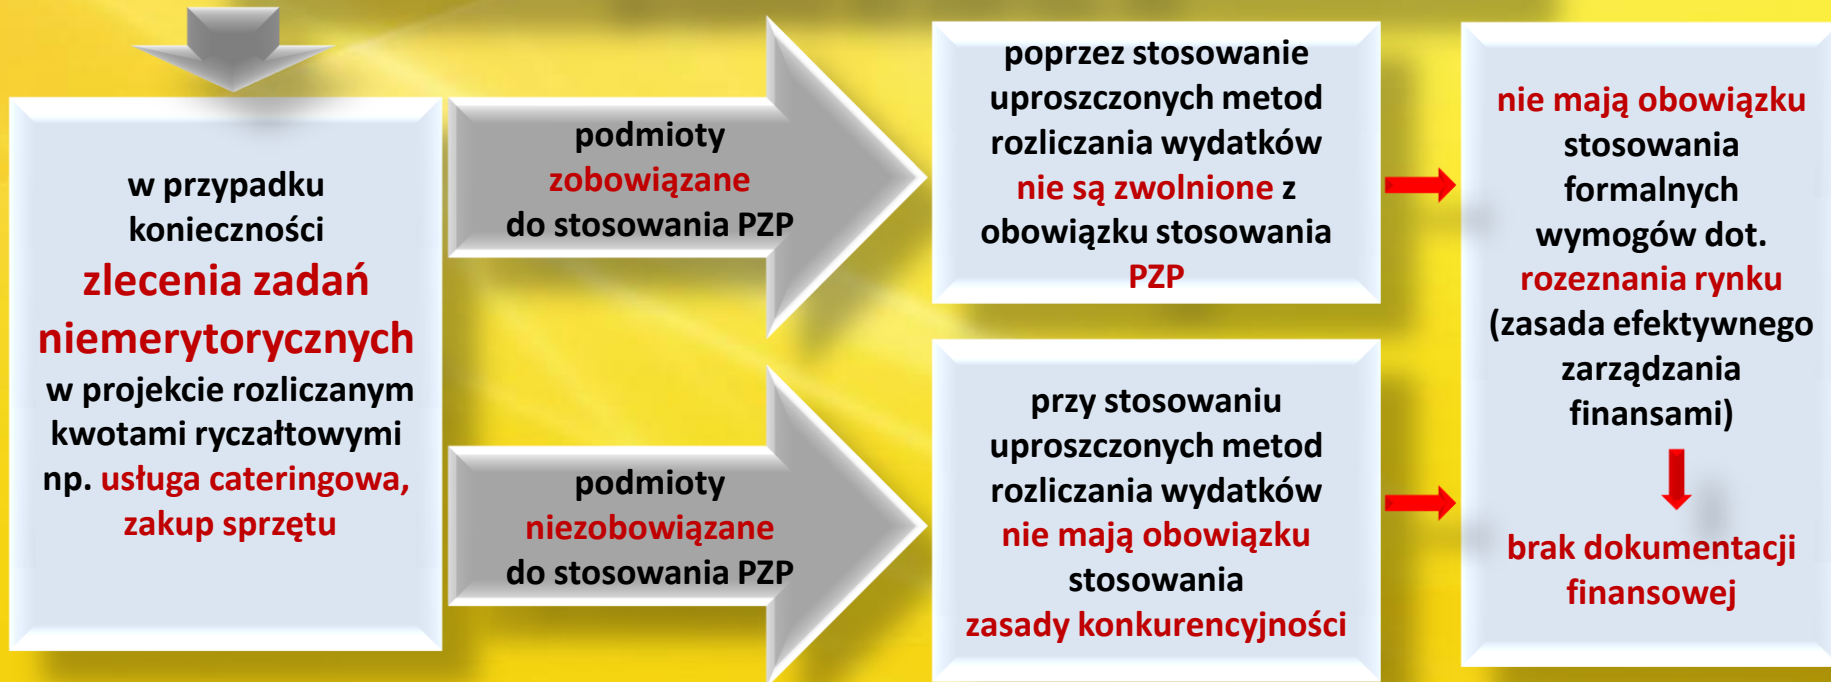 w przypadku
konieczności
zlecenia zadań
niemerytorycznych
w projekcie rozliczanym
kwotami ryczałtowymi
np. usługa cateringowa,
zakup sprzętu
podmioty
zobowiązane
do stosowania PZP
poprzez stosowanie
uproszczonych metod
rozliczania wydatków
nie są zwolnione z
obowiązku stosowania
PZP
podmioty
niezobowiązane
do stosowania PZP
przy stosowaniu
uproszczonych metod
rozliczania wydatków
nie mają obowiązku
stosowania
zasady konkurencyjności
nie mają obowiązku
stosowania
formalnych
wymogów dot.
rozeznania rynku
(zasada efektywnego
zarządzania
finansami)
brak dokumentacji
finansowej